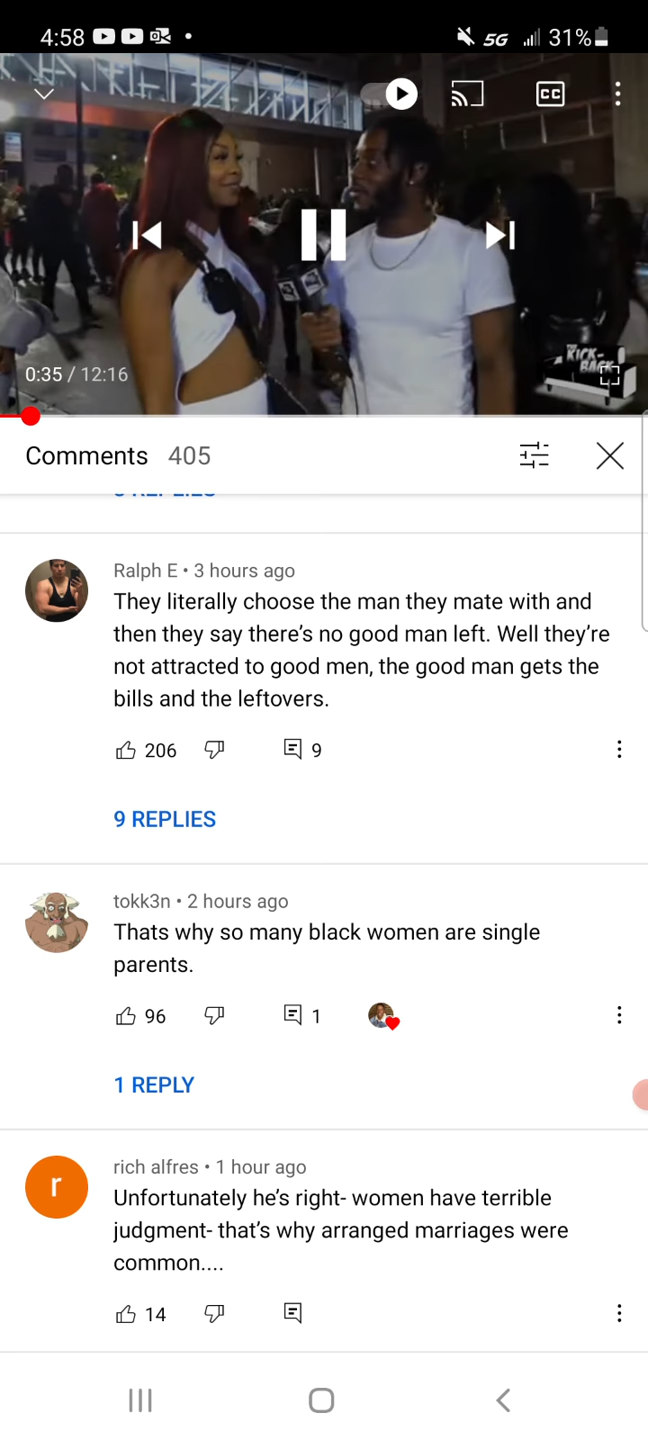 4:58
5G
31%
CC
THE
KICK-
BACK
0:35 / 12:16
Comments 405
Ralph E • 3 hours ago
They literally choose the man they mate with and
then they say there's no good man left. Well they're
not attracted to good men, the good man gets the
bills and the leftovers.
206
9
9 REPLIES
tokk3n • 2 hours ago
Thats why so many black women are single
parents.
96
1
1 REPLY
r
rich alfres • 1 hour ago
Unfortunately he's right- women have terrible
judgment- that's why arranged marriages were
common....
14